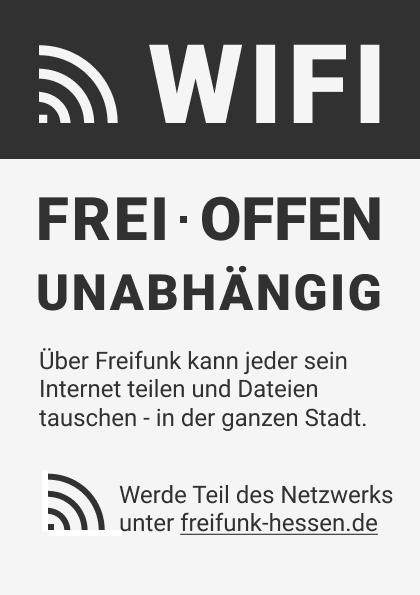 WIFI
FREI · OFFEN
UNABHÄNGIG
Über Freifunk kann jeder sein
Internet teilen und Dateien
tauschen - in der ganzen Stadt.
Werde Teil des Netzwerks
unter freifunk-hessen.de